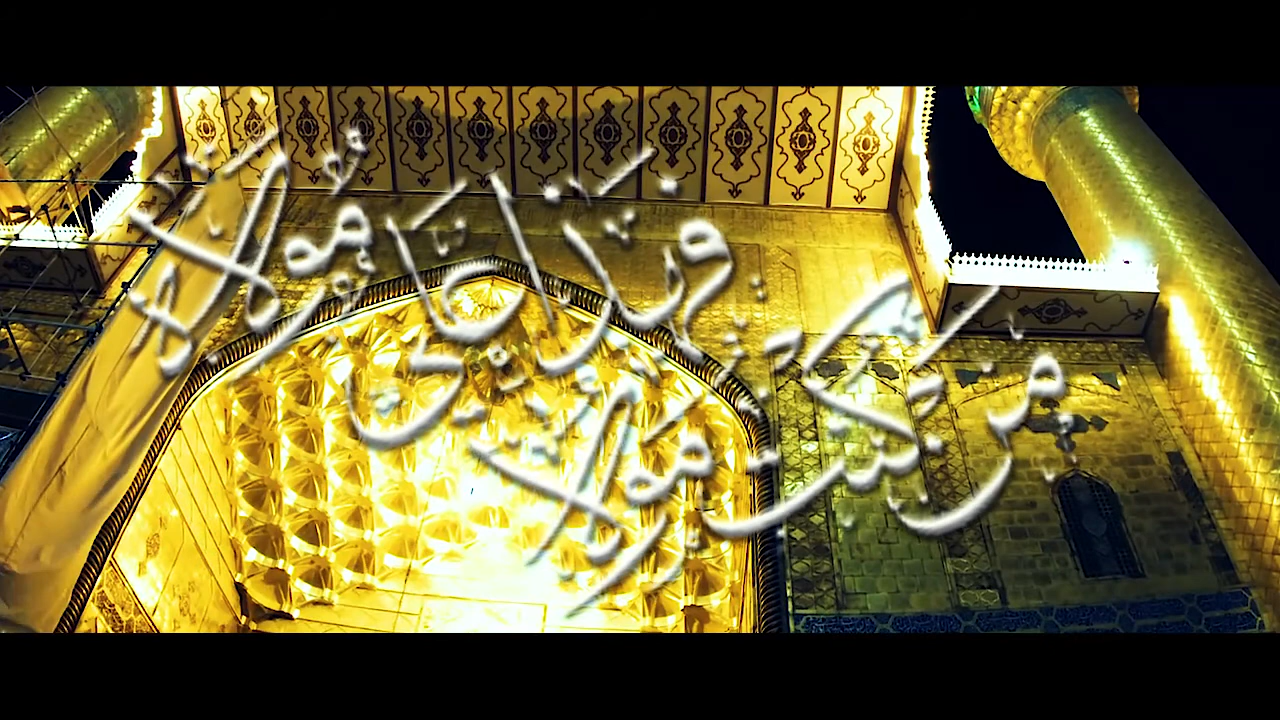 من كنت مولاه
فهذا علي مولاه